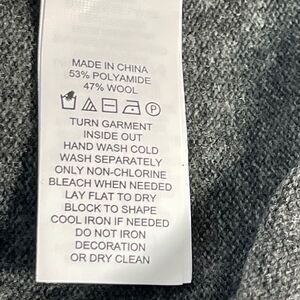 MADE IN CHINA
53% POLYAMIDE
47% WOOL
P
TURN GARMENT
INSIDE OUT
HAND WASH COLD
WASH SEPARATELY
ONLY NON-CHLORINE
BLEACH WHEN NEEDED
LAY FLAT TO DRY
BLOCK TO SHAPE
COOL IRON IF NEEDED
DO NOT IRON
DECORATION
OR DRY CLEAN